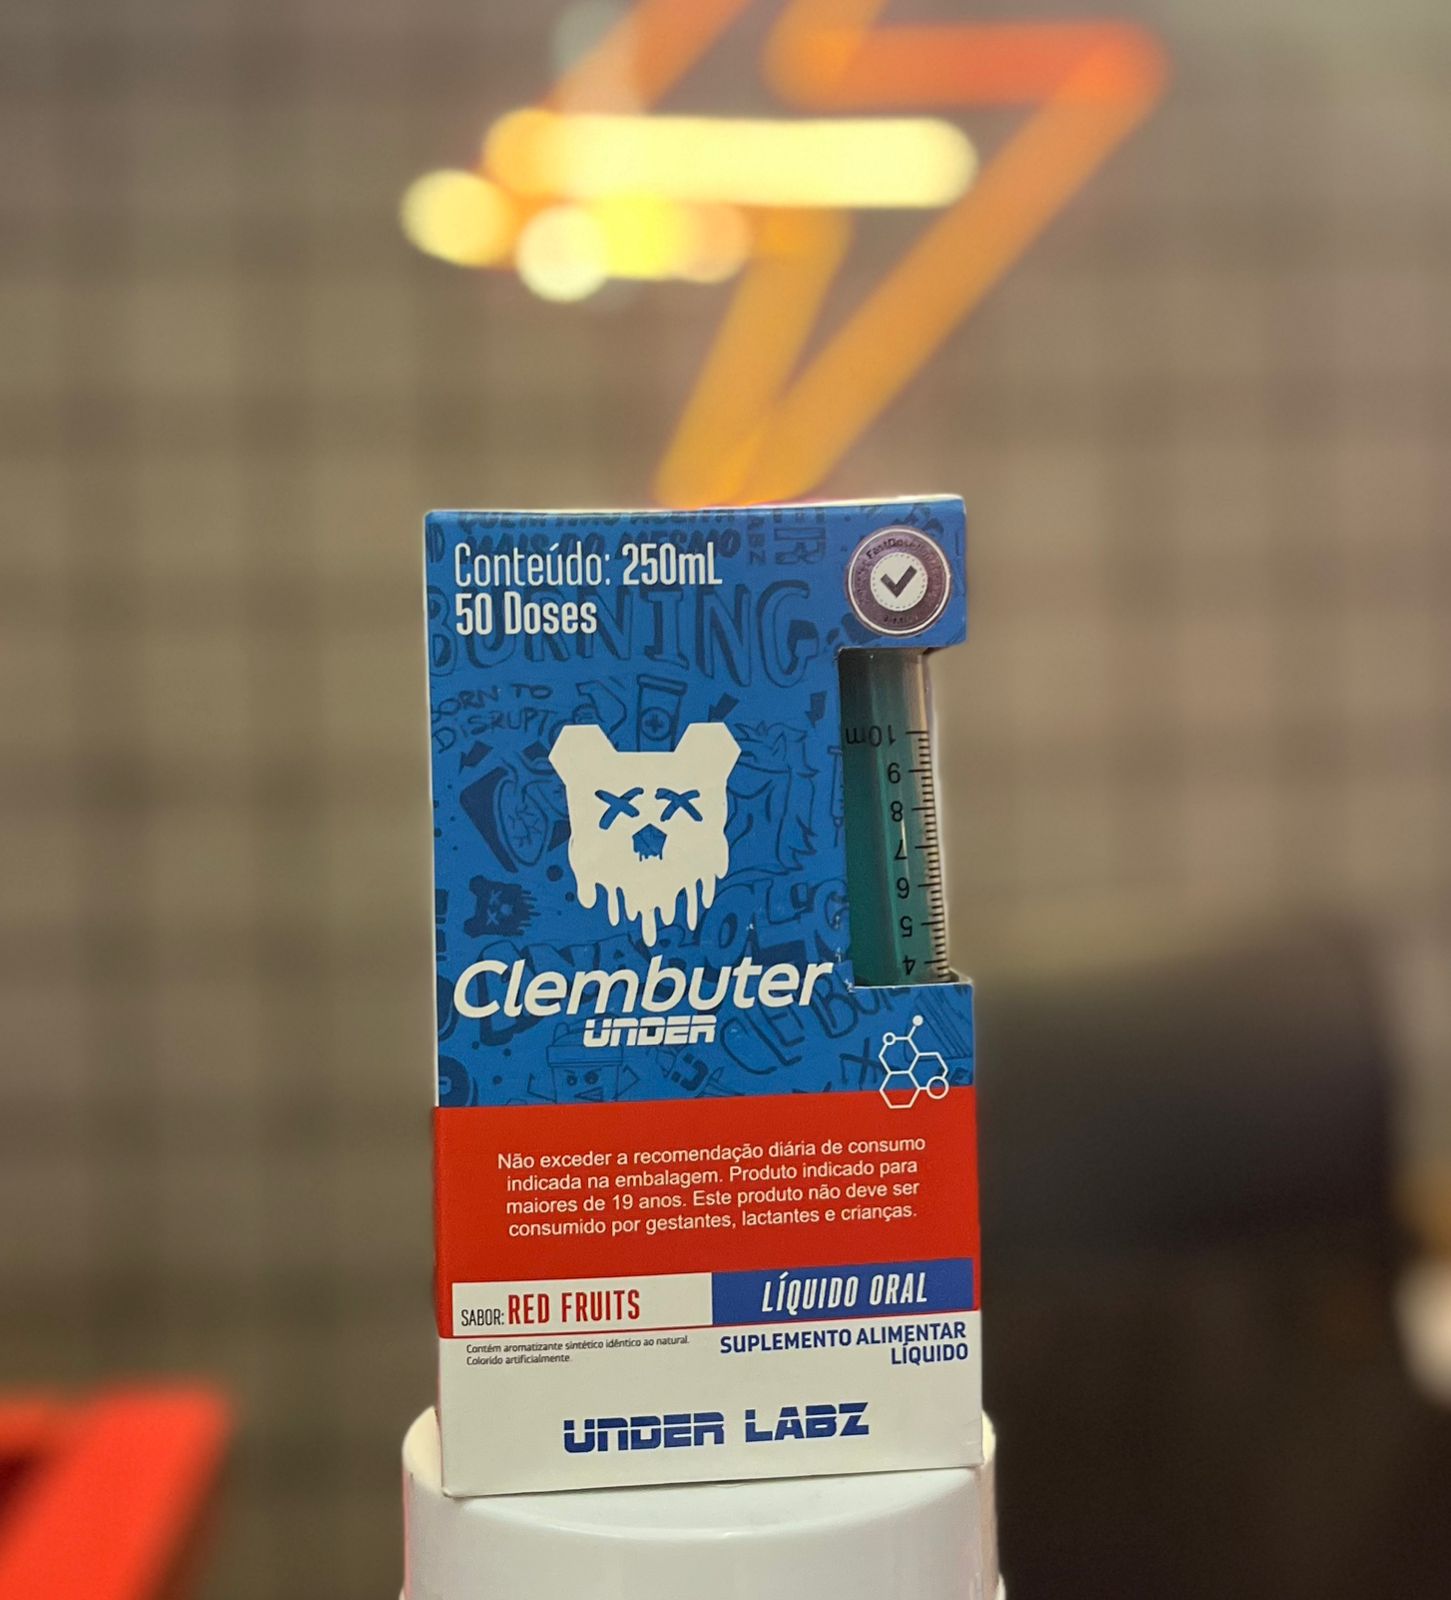 Conteúdo: 250mL
50 Doses
BURNING
BORN TO
DISRUPT
10m
9
8
7
6
5
4
Clembuter
UNDER
Não exceder a recomendação diária de consumo
indicada na embalagem. Produto indicado para
maiores de 19 anos. Este produto não deve ser
consumido por gestantes, lactantes e crianças.
SABOR: RED FRUITS
LÍQUIDO ORAL
Contém aromatizante sintético idêntico ao natural.
Colorido artificialmente.
SUPLEMENTO ALIMENTAR
LÍQUIDO
UNDER LABZ